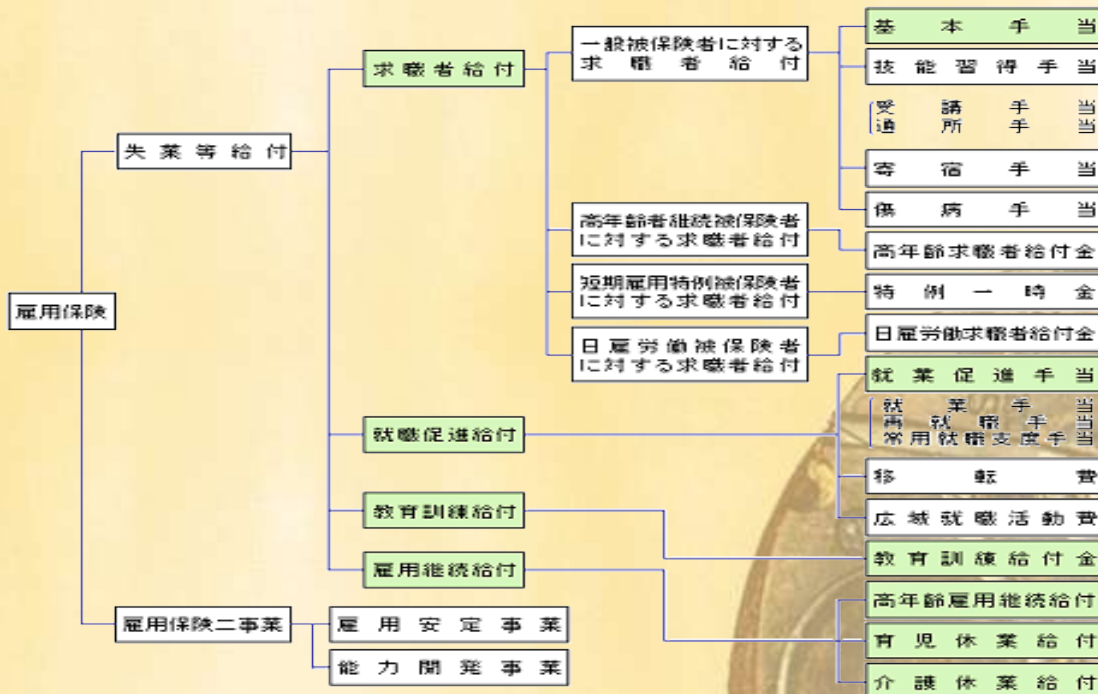 雇用保険
失業等給付
求職者給付
一般被保険者に対する
求職者給付
基本手当
技能習得手当
受講手当
通所手当
寄宿手当
傷病手当
高年齢者継続被保険者
に対する求職者給付
高年齢求職者給付金
短期雇用特例被保険者
に対する求職者給付
特例一時金
日雇労働被保険者
に対する求職者給付
日雇労働求職者給付金
就職促進給付
就業促進手当
就業手当
再就職手当
常用就職支度手当
移転費
広域就職活動費
教育訓練給付
教育訓練給付金
雇用継続給付
高年齢雇用継続給付
育児休業給付
介護休業給付
雇用保険二事業
雇用安定事業
能力開発事業